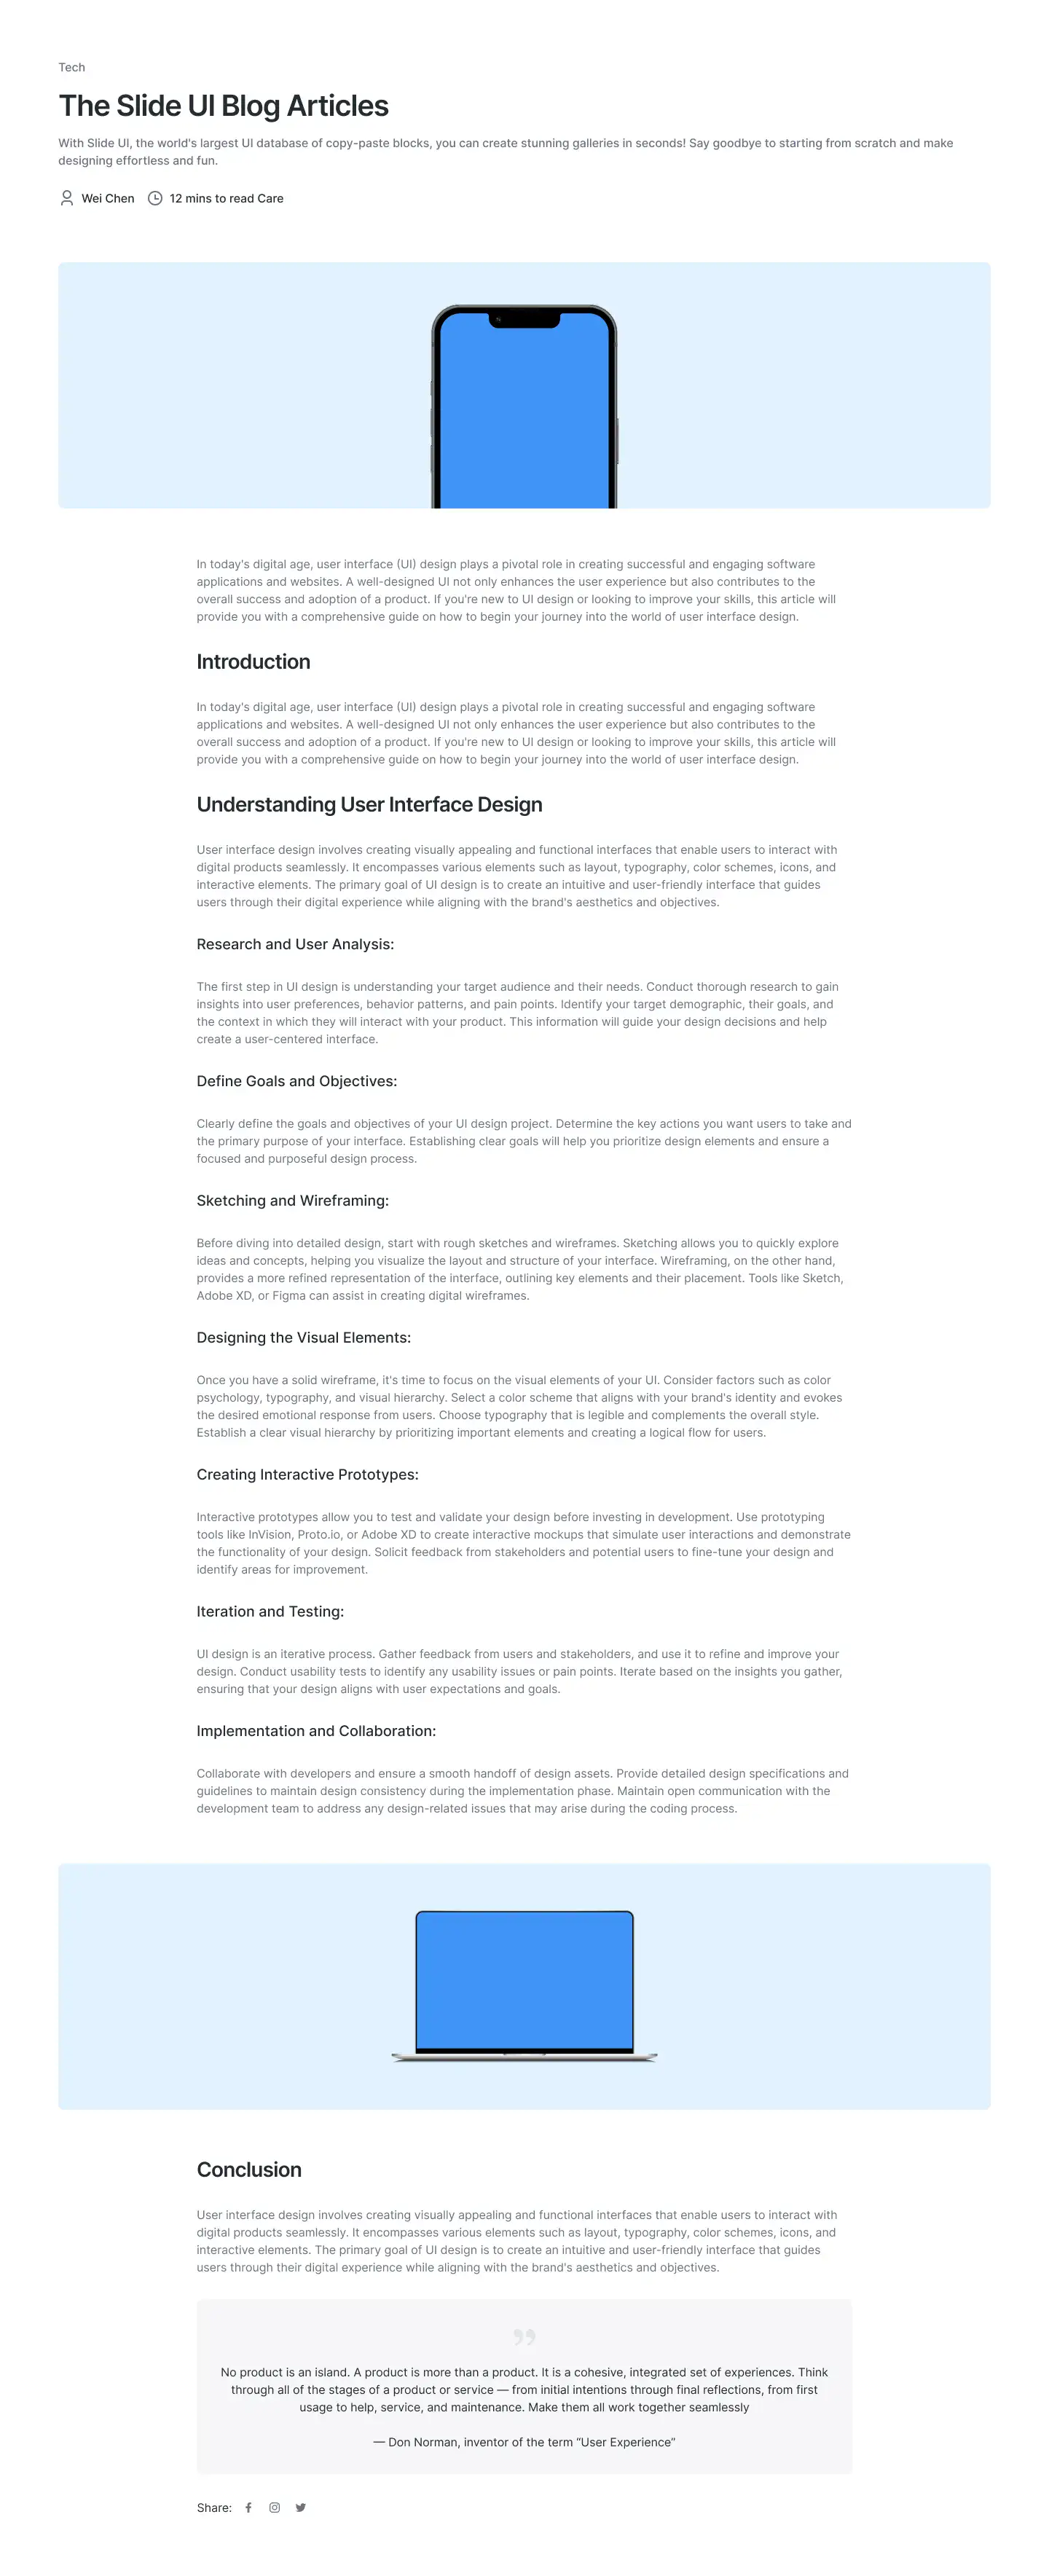 Tech
The Slide UI Blog Articles
With Slide UI, the world's largest UI database of copy-paste blocks, you can create stunning galleries in seconds! Say goodbye to starting from scratch and make
designing effortless and fun.
Wei Chen 12 mins to read Care
In today's digital age, user interface (UI) design plays a pivotal role in creating successful and engaging software
applications and websites. A well-designed UI not only enhances the user experience but also contributes to the
overall success and adoption of a product. If you're new to UI design or looking to improve your skills, this article will
provide you with a comprehensive guide on how to begin your journey into the world of user interface design.
Introduction
In today's digital age, user interface (UI) design plays a pivotal role in creating successful and engaging software
applications and websites. A well-designed UI not only enhances the user experience but also contributes to the
overall success and adoption of a product. If you're new to UI design or looking to improve your skills, this article will
provide you with a comprehensive guide on how to begin your journey into the world of user interface design.
Understanding User Interface Design
User interface design involves creating visually appealing and functional interfaces that enable users to interact with
digital products seamlessly. It encompasses various elements such as layout, typography, color schemes, icons, and
interactive elements. The primary goal of UI design is to create an intuitive and user-friendly interface that guides
users through their digital experience while aligning with the brand's aesthetics and objectives.
Research and User Analysis:
The first step in UI design is understanding your target audience and their needs. Conduct thorough research to gain
insights into user preferences, behavior patterns, and pain points. Identify your target demographic, their goals, and
the context in which they will interact with your product. This information will guide your design decisions and help
create a user-centered interface.
Define Goals and Objectives:
Clearly define the goals and objectives of your UI design project. Determine the key actions you want users to take and
the primary purpose of your interface. Establishing clear goals will help you prioritize design elements and ensure a
focused and purposeful design process.
Sketching and Wireframing:
Before diving into detailed design, start with rough sketches and wireframes. Sketching allows you to quickly explore
ideas and concepts, helping you visualize the layout and structure of your interface. Wireframing, on the other hand,
provides a more refined representation of the interface, outlining key elements and their placement. Tools like Sketch,
Adobe XD, or Figma can assist in creating digital wireframes.
Designing the Visual Elements:
Once you have a solid wireframe, it's time to focus on the visual elements of your UI. Consider factors such as color
psychology, typography, and visual hierarchy. Select a color scheme that aligns with your brand's identity and evokes
the desired emotional response from users. Choose typography that is legible and complements the overall style.
Establish a clear visual hierarchy by prioritizing important elements and creating a logical flow for users.
Creating Interactive Prototypes:
Interactive prototypes allow you to test and validate your design before investing in development. Use prototyping
tools like InVision, Proto.io, or Adobe XD to create interactive mockups that simulate user interactions and demonstrate
the functionality of your design. Solicit feedback from stakeholders and potential users to fine-tune your design and
identify areas for improvement.
Iteration and Testing:
UI design is an iterative process. Gather feedback from users and stakeholders, and use it to refine and improve your
design. Conduct usability tests to identify any usability issues or pain points. Iterate based on the insights you gather,
ensuring that your design aligns with user expectations and goals.
Implementation and Collaboration:
Collaborate with developers and ensure a smooth handoff of design assets. Provide detailed design specifications and
guidelines to maintain design consistency during the implementation phase. Maintain open communication with the
development team to address any design-related issues that may arise during the coding process.
Conclusion
User interface design involves creating visually appealing and functional interfaces that enable users to interact with
digital products seamlessly. It encompasses various elements such as layout, typography, color schemes, icons, and
interactive elements. The primary goal of UI design is to create an intuitive and user-friendly interface that guides
users through their digital experience while aligning with the brand's aesthetics and objectives.
”
No product is an island. A product is more than a product. It is a cohesive, integrated set of experiences. Think
through all of the stages of a product or service — from initial intentions through final reflections, from first
usage to help, service, and maintenance. Make them all work together seamlessly
— Don Norman, inventor of the term “User Experience”
Share: